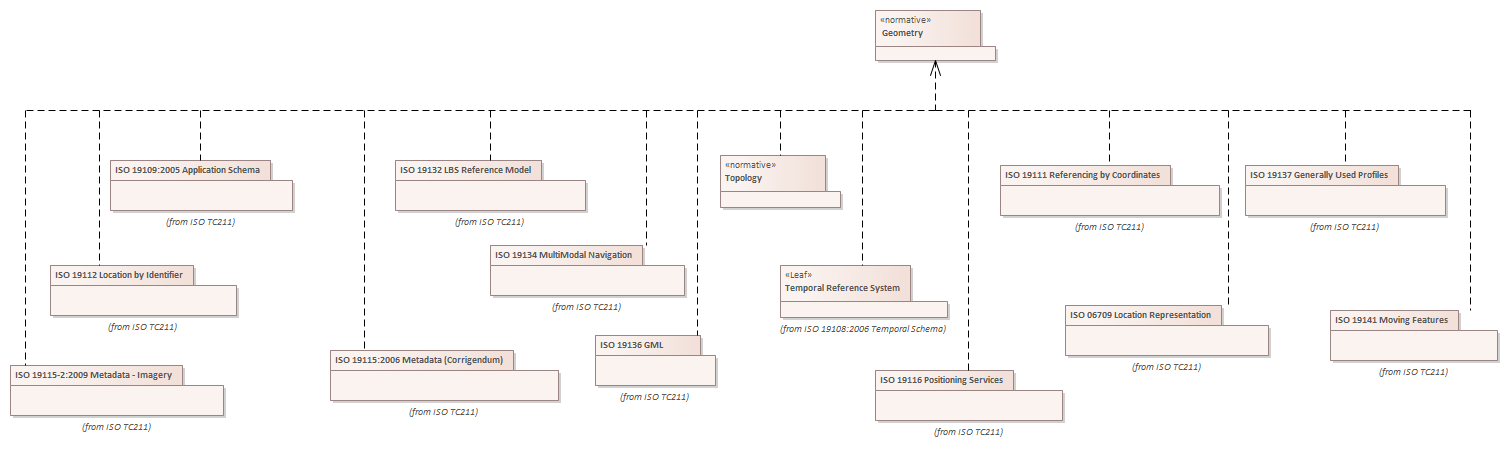 «normative»
Geometry
ISO 19109:2005 Application Schema
(from ISO TC211)
ISO 19132 LBS Reference Model
(from ISO TC211)
«normative»
Topology
ISO 19111 Referencing by Coordinates
(from ISO TC211)
ISO 19137 Generally Used Profiles
(from ISO TC211)
ISO 19112 Location by Identifier
(from ISO TC211)
ISO 19134 MultiModal Navigation
(from ISO TC211)
«Leaf»
Temporal Reference System
(from ISO 19108:2006 Temporal Schema)
ISO 06709 Location Representation
(from ISO TC211)
ISO 19141 Moving Features
(from ISO TC211)
ISO 19115-2:2009 Metadata - Imagery
(from ISO TC211)
ISO 19115:2006 Metadata (Corrigendum)
(from ISO TC211)
ISO 19136 GML
(from ISO TC211)
ISO 19116 Positioning Services
(from ISO TC211)